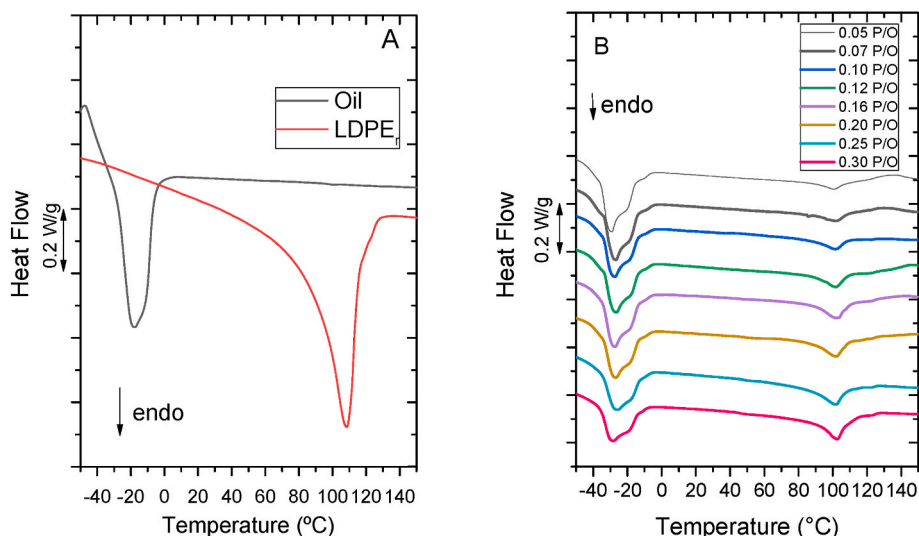 A
Oil
LDPEr
Heat Flow
0.2 W/g
endo
-40 -20 0 20 40 60 80 100 120 140
Temperature (ºC)
B
0.05 P/O
0.07 P/O
0.10 P/O
0.12 P/O
0.16 P/O
0.20 P/O
0.25 P/O
0.30 P/O
endo
Heat Flow
0.2 W/g
-40 -20 0 20 40 60 80 100 120 140
Temperature (°C)